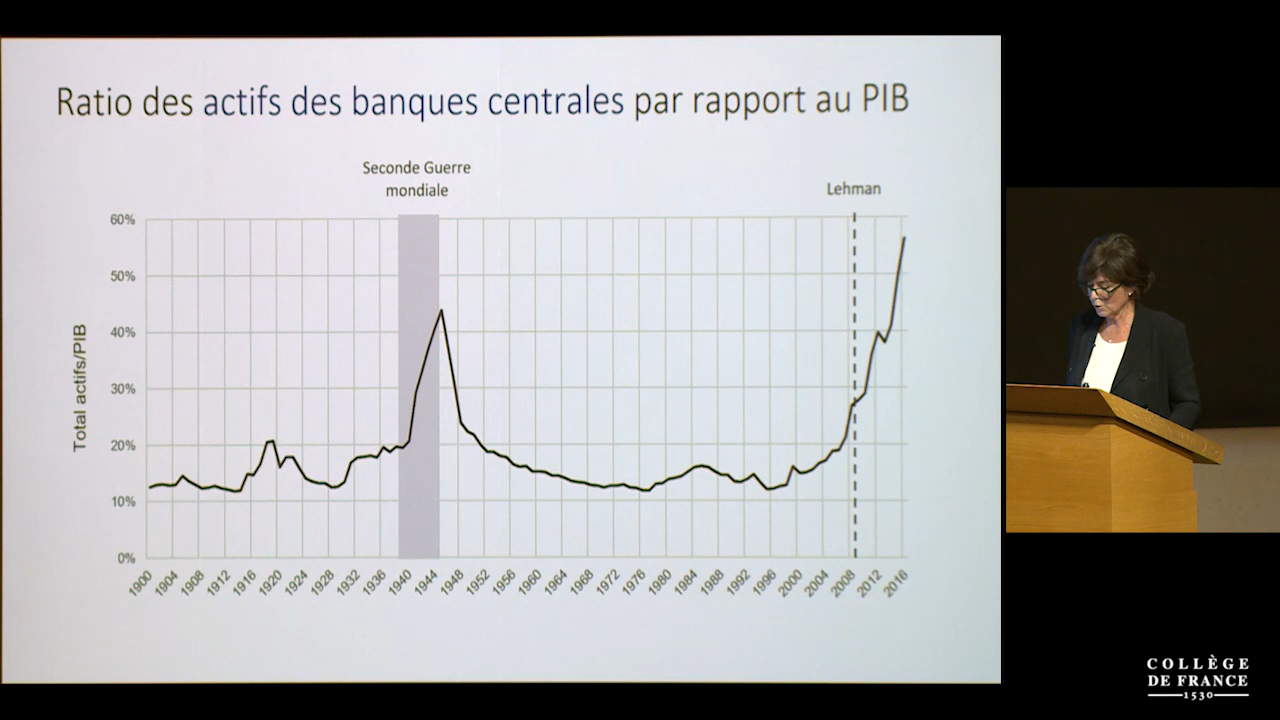 Ratio des actifs des banques centrales par rapport au PIB
Seconde Guerre
mondiale
Lehman
Total actifs/PIB
60%
50%
40%
30%
20%
10%
0%
1900 1904 1908 1912 1916 1920 1924 1928 1932 1936 1940 1944 1948 1952 1956 1960 1964 1968 1972 1976 1980 1984 1988 1992 1996 2000 2004 2008 2012 2016
COLLÈGE
DE FRANCE
1530